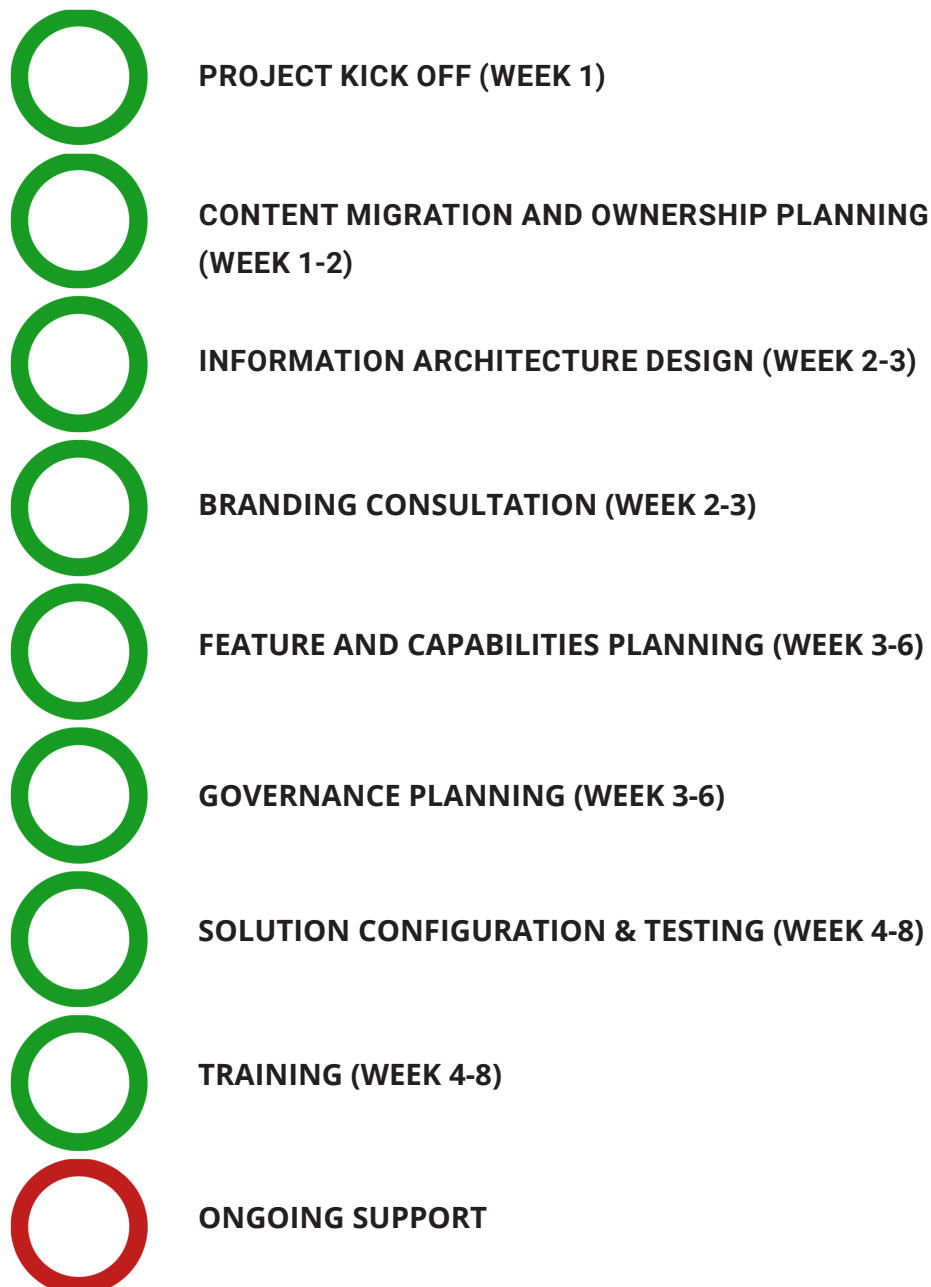 PROJECT KICK OFF (WEEK 1)
CONTENT MIGRATION AND OWNERSHIP PLANNING
(WEEK 1-2)
INFORMATION ARCHITECTURE DESIGN (WEEK 2-3)
BRANDING CONSULTATION (WEEK 2-3)
FEATURE AND CAPABILITIES PLANNING (WEEK 3-6)
GOVERNANCE PLANNING (WEEK 3-6)
SOLUTION CONFIGURATION & TESTING (WEEK 4-8)
TRAINING (WEEK 4-8)
ONGOING SUPPORT